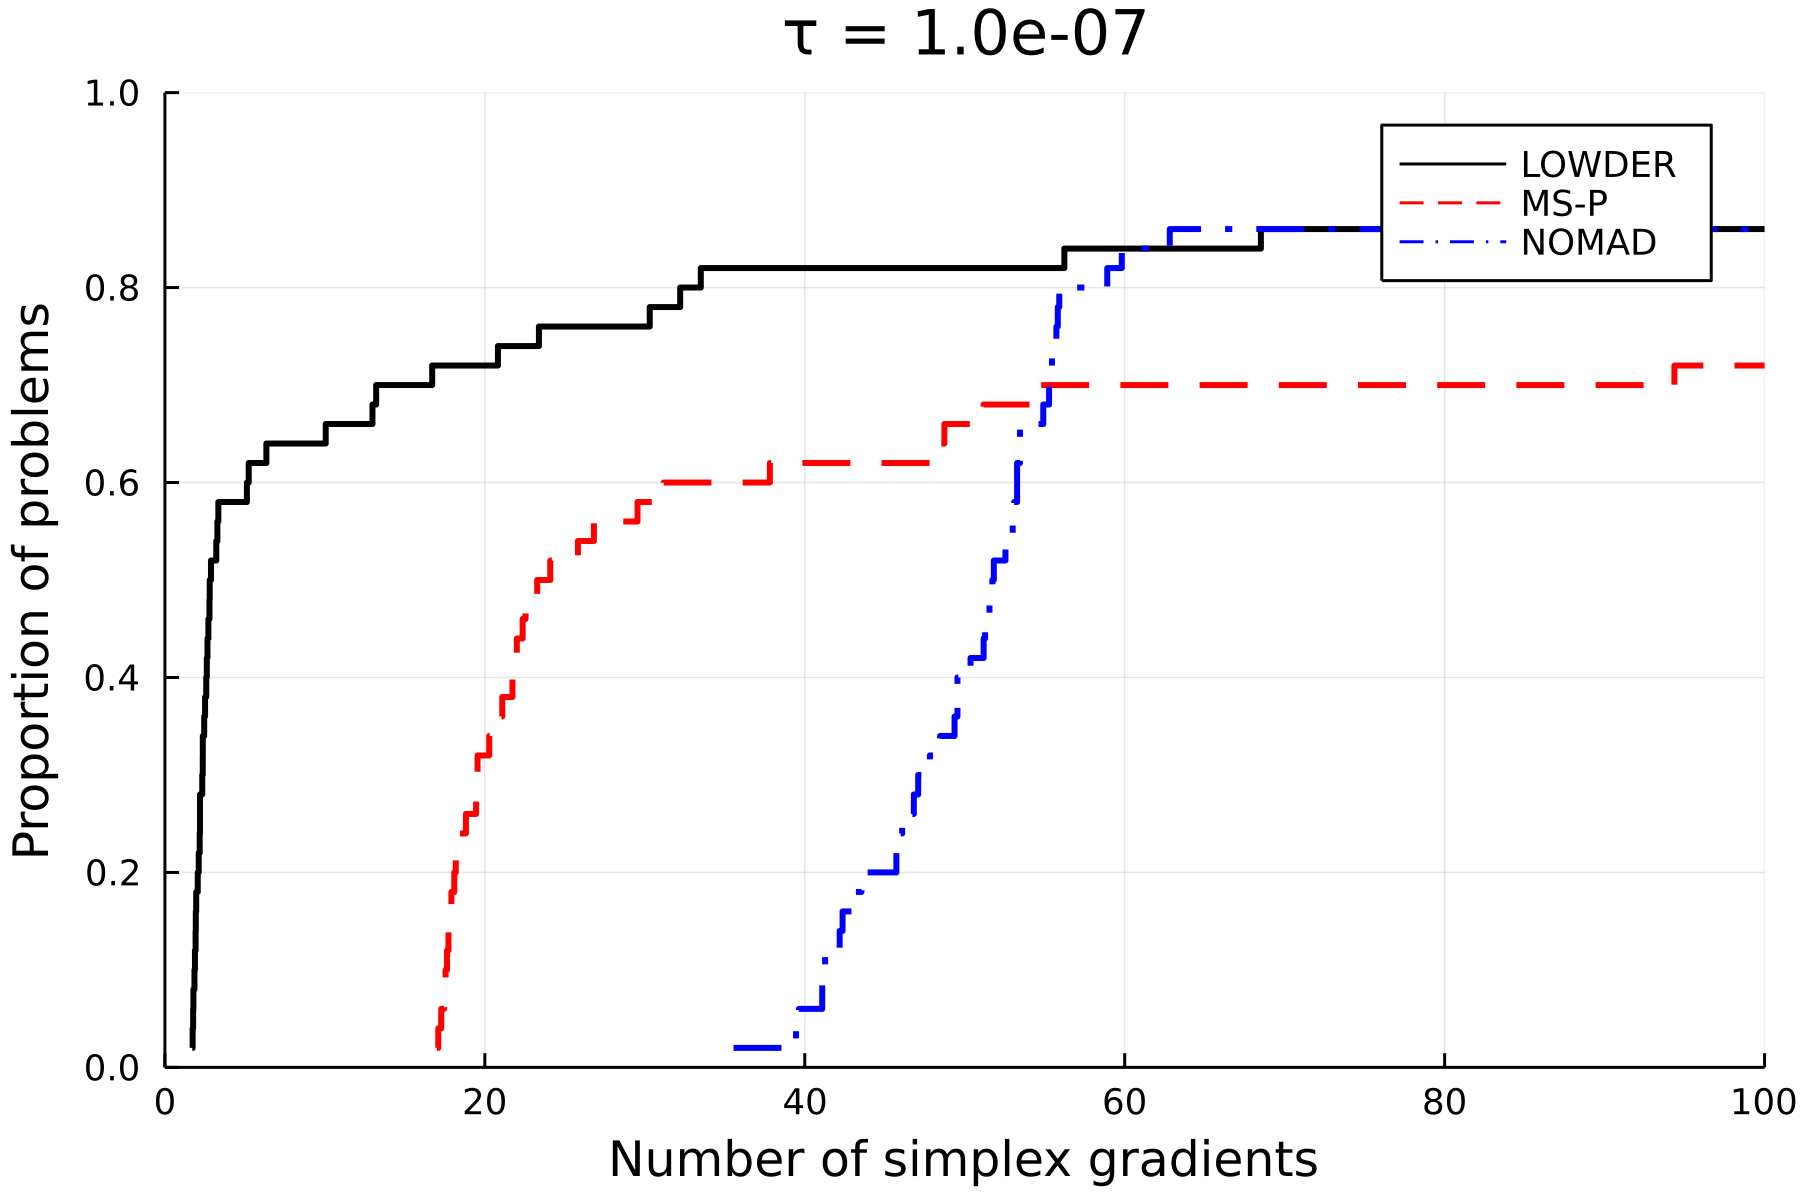 τ = 1.0e-07
1.0
0.8
0.6
0.4
0.2
0.0
Proportion of problems
LOWDER
MS-P
NOMAD
0 20 40 60 80 100
Number of simplex gradients